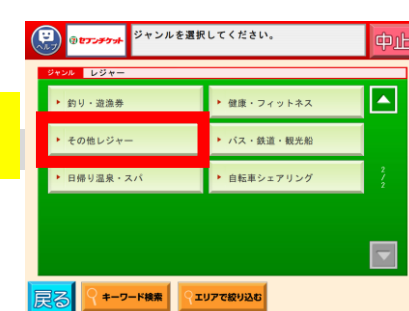 ヘルプ
セブンチケット
ジャンルを選択してください。
中止
ジャンル レジャー
釣り・遊漁券
健康・フィットネス
その他レジャー
バス・鉄道・観光船
日帰り温泉・スパ
自転車シェアリング
2/2
戻る
キーワード検索
エリアで絞り込む